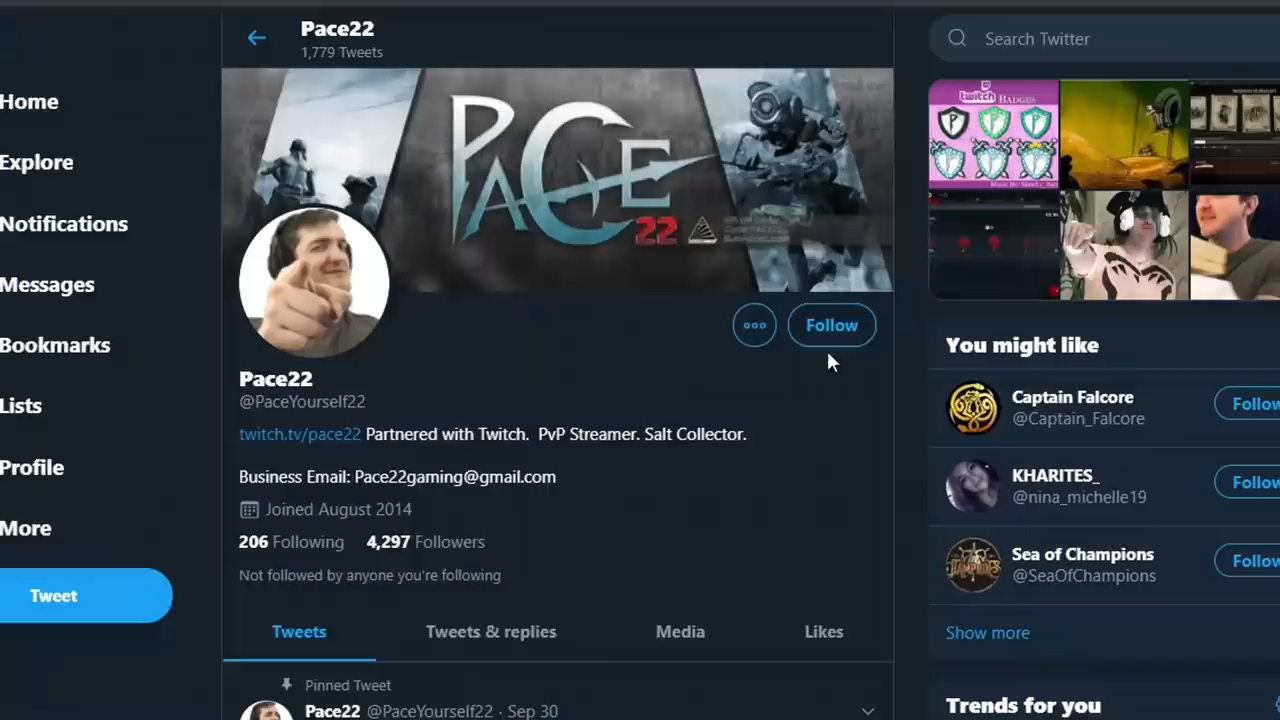 Pace22
1,779 Tweets
Search Twitter
Home
Explore
Notifications
Messages
Bookmarks
Lists
Profile
More
Tweet
PACE
22
twitch BADGES
Follow
Pace22
@PaceYourself22
twitch.tv/pace22 Partnered with Twitch. PvP Streamer. Salt Collector.
Business Email: Pace22gaming@gmail.com
Joined August 2014
206 Following 4,297 Followers
Not followed by anyone you're following
Tweets Tweets & replies Media Likes
Pinned Tweet
Pace22 @PaceYourself22 · Sep 30
You might like
Captain Falcore
@Captain_Falcore
Follow
KHARITES_
@nina_michelle19
Follow
Sea of Champions
@SeaOfChampions
Follow
Show more
Trends for you